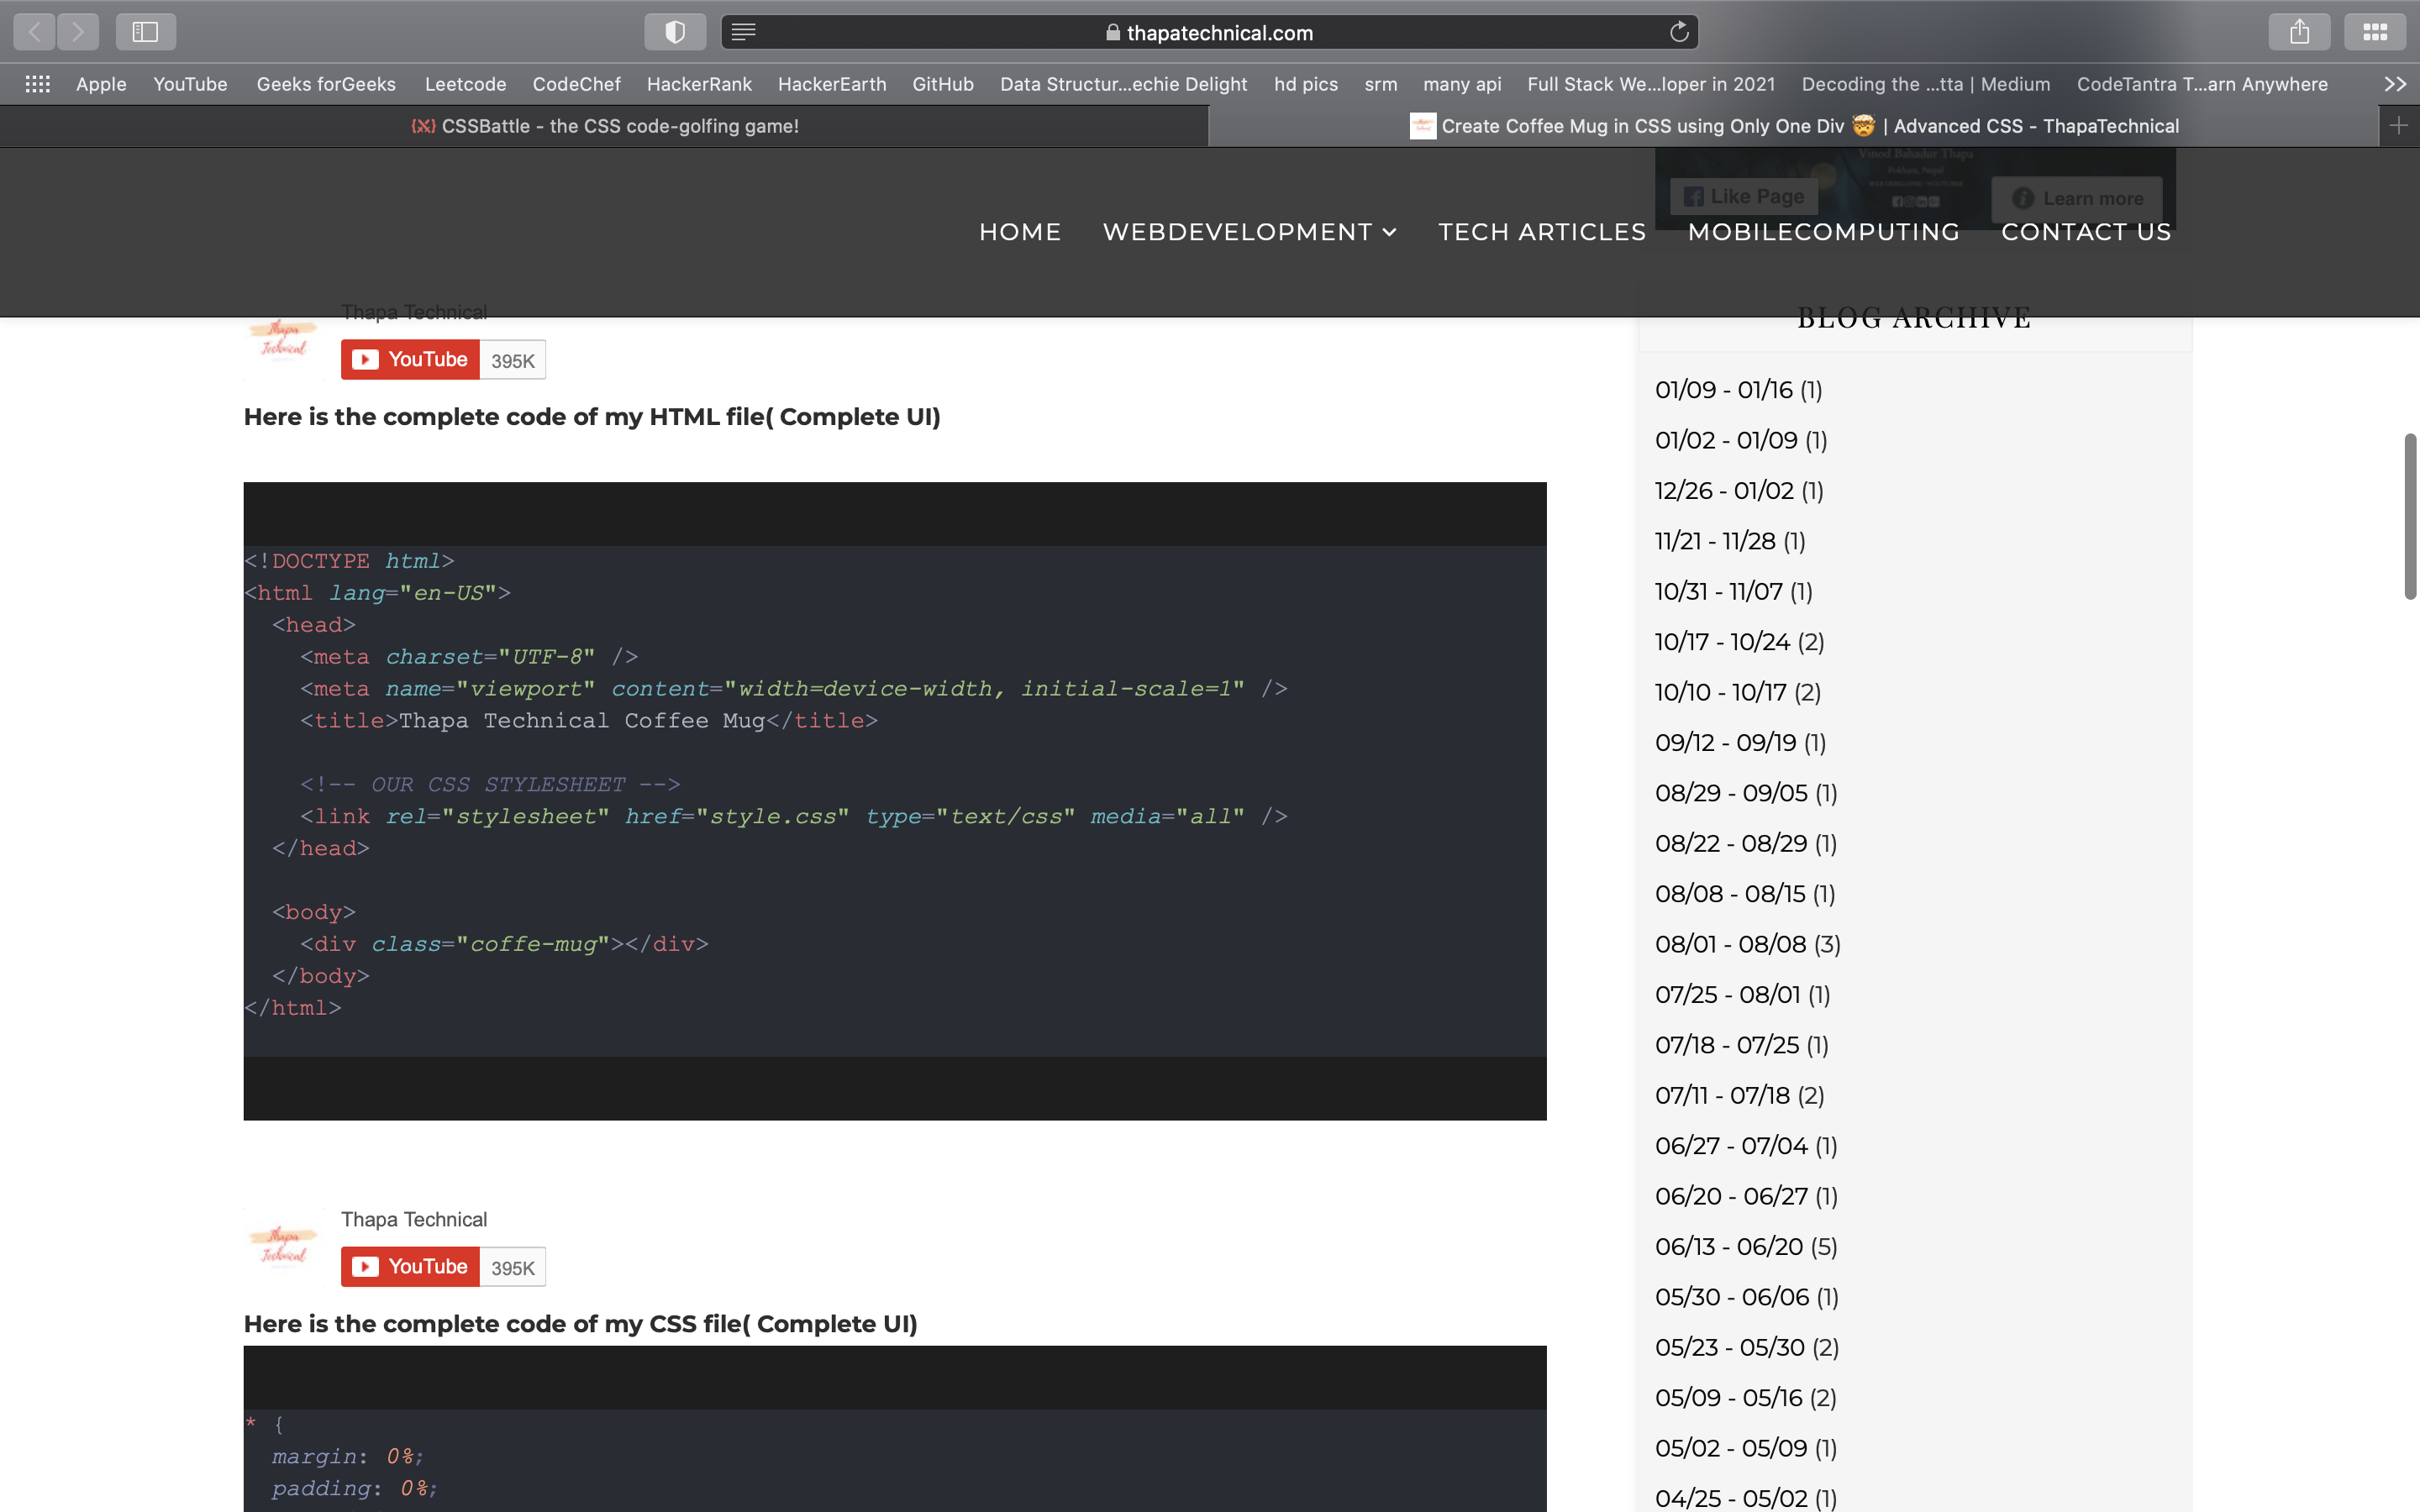 thapatechnical.com
Apple YouTube Geeks forGeeks Leetcode CodeChef HackerRank HackerEarth GitHub Data Structur...echie Delight hd pics srm many api Full Stack We...loper in 2021 Decoding the ...tta | Medium CodeTantra T...arn Anywhere
CSSBattle - the CSS code-golfing game!
Create Coffee Mug in CSS using Only One Div 🤯 | Advanced CSS - ThapaTechnical
Vinod Bahadur Thapa
Pokhara, Nepal
Like Page
Learn more
HOME WEBDEVELOPMENT TECH ARTICLES MOBILECOMPUTING CONTACT US
Thapa Technical
Thapa
Technical
YouTube 395K
Here is the complete code of my HTML file( Complete UI)
<!DOCTYPE html>
<html lang="en-US">
  <head>
    <meta charset="UTF-8" />
    <meta name="viewport" content="width=device-width, initial-scale=1" />
    <title>Thapa Technical Coffee Mug</title>
    <!-- OUR CSS STYLESHEET -->
    <link rel="stylesheet" href="style.css" type="text/css" media="all" />
  </head>
  <body>
    <div class="coffe-mug"></div>
  </body>
</html>
Thapa Technical
Thapa
Technical
YouTube 395K
Here is the complete code of my CSS file( Complete UI)
* {
  margin: 0%;
  padding: 0%;
BLOG ARCHIVE
01/09 - 01/16 (1)
01/02 - 01/09 (1)
12/26 - 01/02 (1)
11/21 - 11/28 (1)
10/31 - 11/07 (1)
10/17 - 10/24 (2)
10/10 - 10/17 (2)
09/12 - 09/19 (1)
08/29 - 09/05 (1)
08/22 - 08/29 (1)
08/08 - 08/15 (1)
08/01 - 08/08 (3)
07/25 - 08/01 (1)
07/18 - 07/25 (1)
07/11 - 07/18 (2)
06/27 - 07/04 (1)
06/20 - 06/27 (1)
06/13 - 06/20 (5)
05/30 - 06/06 (1)
05/23 - 05/30 (2)
05/09 - 05/16 (2)
05/02 - 05/09 (1)
04/25 - 05/02 (1)